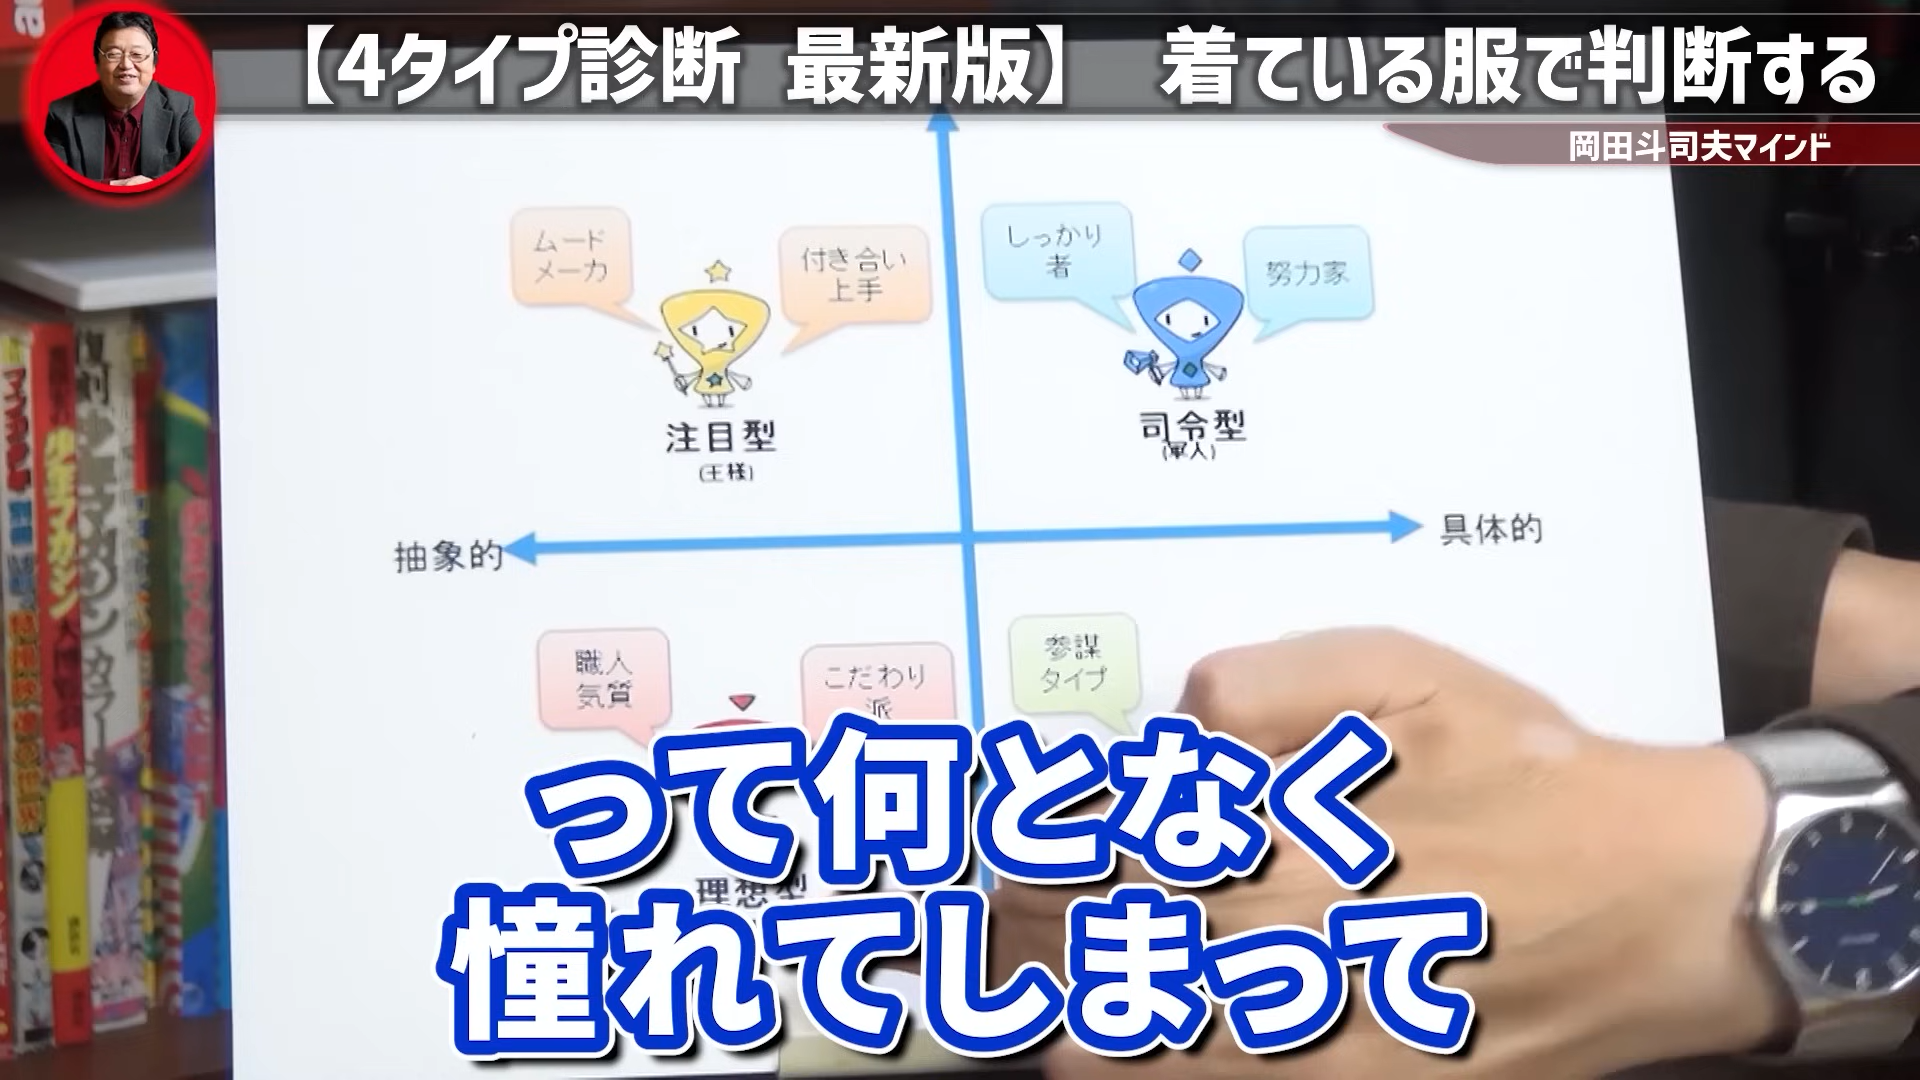 【4タイプ診断 最新版】 着ている服で判断する
岡田斗司夫マインド
ムード
メーカ
付き合い
上手
しっかり
者
努力家
注目型
(王様)
司令型
(軍人)
抽象的
具体的
職人
気質
こだわり
派
参謀
タイプ
理想型
って何となく
憧れてしまって